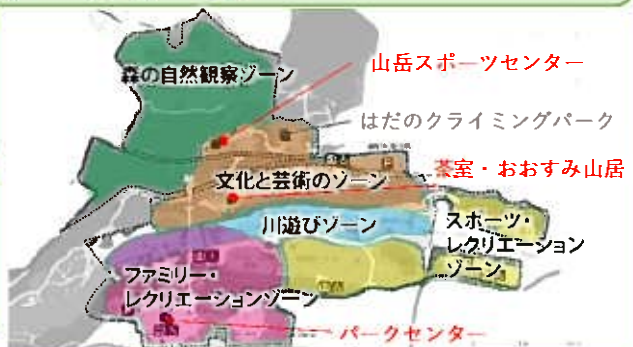 森の自然観察ゾーン
山岳スポーツセンター
はだのクライミングパーク
茶室・おおすみ山居
文化と芸術のゾーン
川遊びゾーン
スポーツ・
レクリエーション
ゾーン
ファミリー・
レクリエーションゾーン
パークセンター